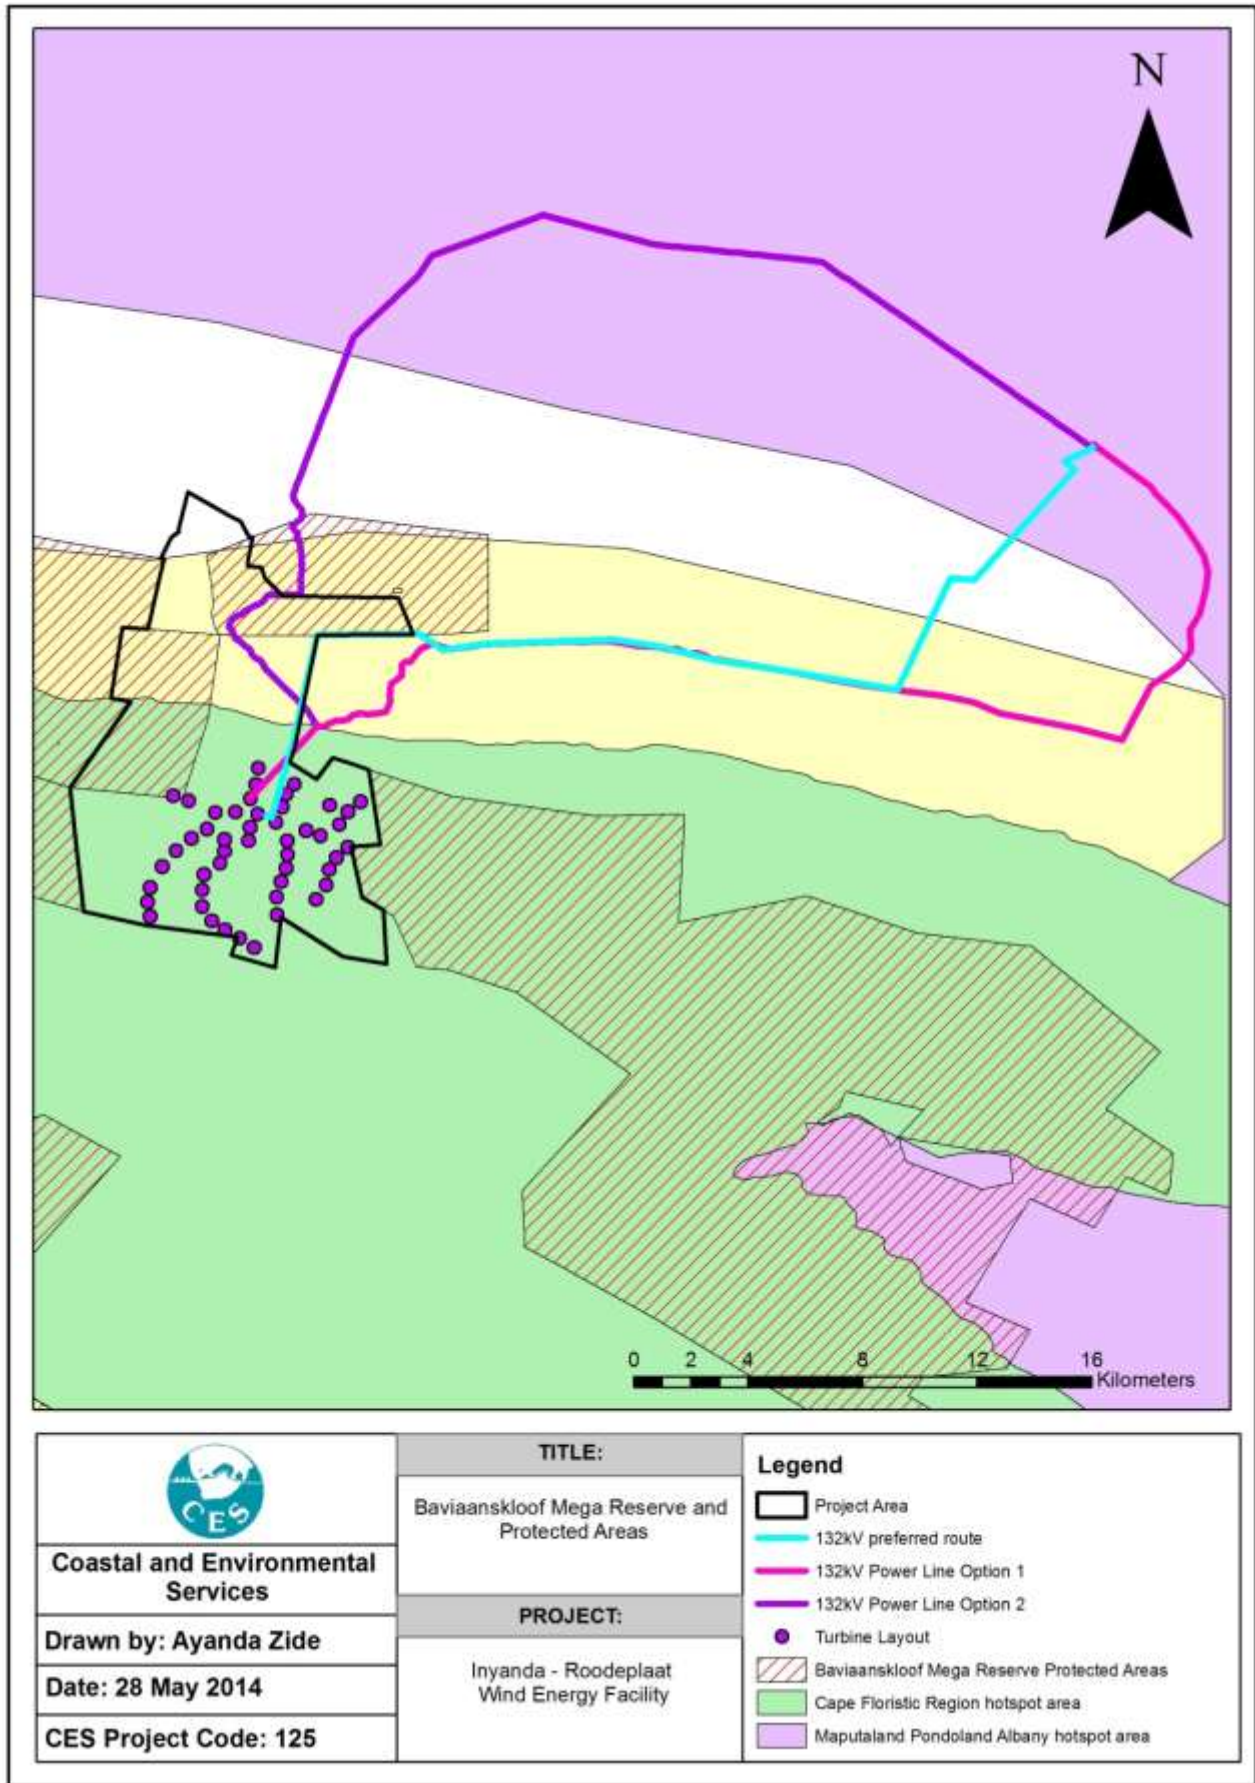 N
0 2 4 8 12 16
Kilometers
CES
Coastal and Environmental
Services
Drawn by: Ayanda Zide
Date: 28 May 2014
CES Project Code: 125
TITLE:
Baviaanskloof Mega Reserve and
Protected Areas
PROJECT:
Inyanda - Roodeplaat
Wind Energy Facility
Legend
Project Area
132kV preferred route
132kV Power Line Option 1
132kV Power Line Option 2
Turbine Layout
Baviaanskloof Mega Reserve Protected Areas
Cape Floristic Region hotspot area
Maputaland Pondoland Albany hotspot area